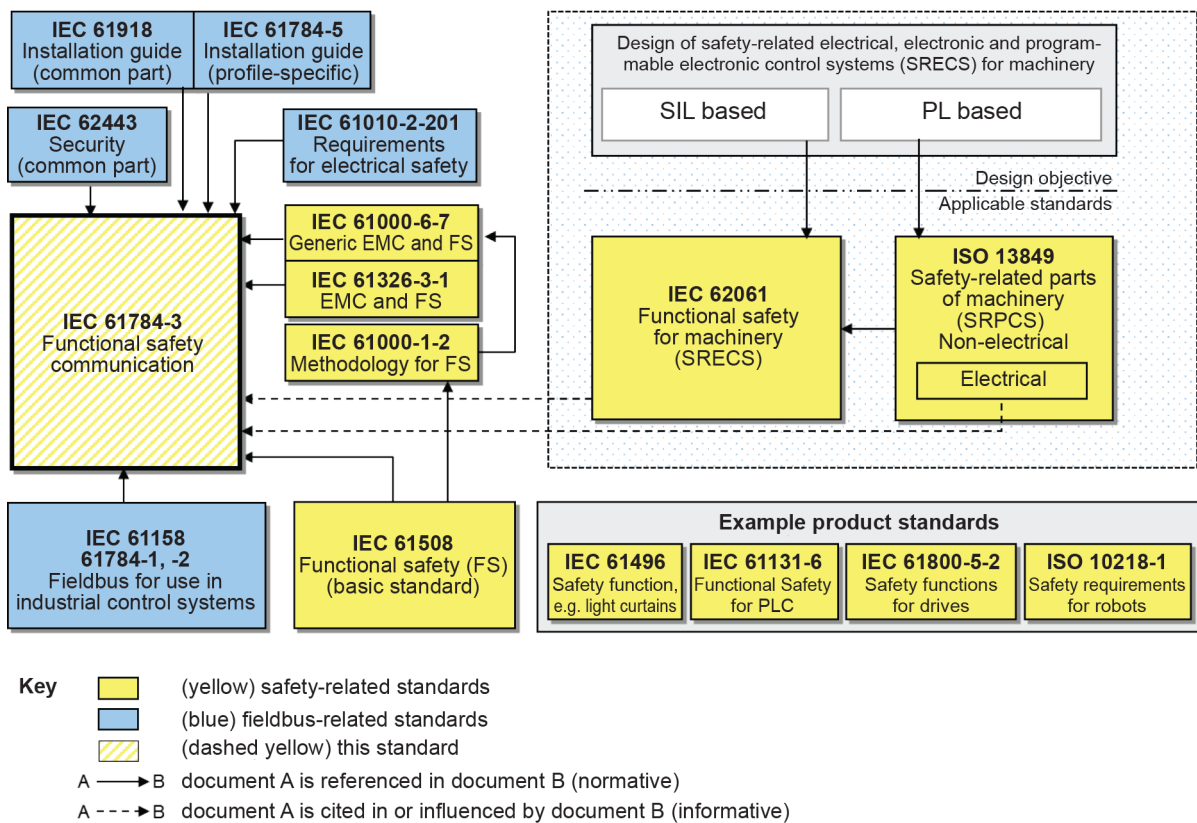 IEC 61918
Installation guide
(common part)
IEC 61784-5
Installation guide
(profile-specific)
IEC 62443
Security
(common part)
IEC 61010-2-201
Requirements
for electrical safety
IEC 61000-6-7
Generic EMC and FS
IEC 61326-3-1
EMC and FS
IEC 61000-1-2
Methodology for FS
IEC 61784-3
Functional safety
communication
IEC 61158
61784-1, -2
Fieldbus for use in
industrial control systems
IEC 61508
Functional safety (FS)
(basic standard)
Design of safety-related electrical, electronic and program-
mable electronic control systems (SRECS) for machinery
SIL based
PL based
Design objective
Applicable standards
IEC 62061
Functional safety
for machinery
(SRECS)
ISO 13849
Safety-related parts
of machinery
(SRPCS)
Non-electrical
Electrical
Example product standards
IEC 61496
Safety function,
e.g. light curtains
IEC 61131-6
Functional Safety
for PLC
IEC 61800-5-2
Safety functions
for drives
ISO 10218-1
Safety requirements
for robots
Key
(yellow) safety-related standards
(blue) fieldbus-related standards
(dashed yellow) this standard
A B document A is referenced in document B (normative)
A B document A is cited in or influenced by document B (informative)